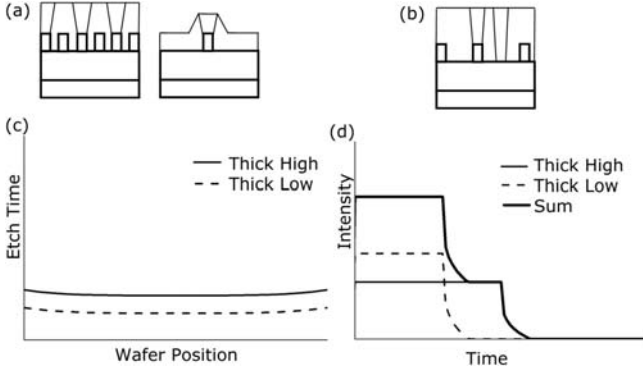 (a)
(b)
(c)
Thick High
Thick Low
Etch Time
Wafer Position
(d)
Thick High
Thick Low
Sum
Intensity
Time